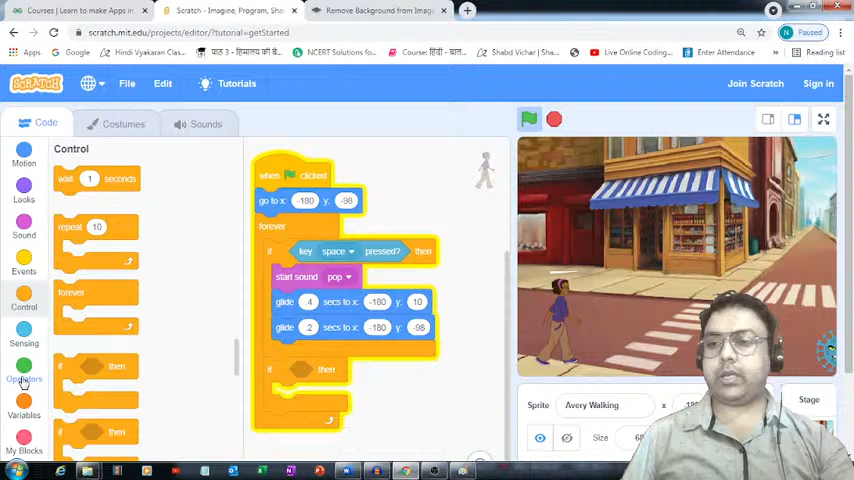 Courses | Learn to make Apps in
Scratch - Imagine, Program, Sha
Remove Background from Imag
scratch.mit.edu/projects/editor/?tutorial=getStarted
Paused
Apps
Google
Hindi Vyakaran Clas...
पाठ 3 - हिमालय की बे...
NCERT Solutions fo...
Course: हिंदी - बाल...
Shabd Vichar | Sha...
Live Online Coding...
Enter Attendance
Reading list
SCRATCH
File
Edit
Tutorials
Join Scratch
Sign in
Code
Costumes
Sounds
Motion
Looks
Sound
Events
Control
Sensing
Operators
Variables
My Blocks
Control
wait 1 seconds
repeat 10
forever
if then
if then
when clicked
go to x: -180 y: -98
forever
if key space pressed? then
start sound pop
glide .4 secs to x: -180 y: 10
glide .2 secs to x: -180 y: -98
if then
Sprite Avery Walking x
Size
Stage